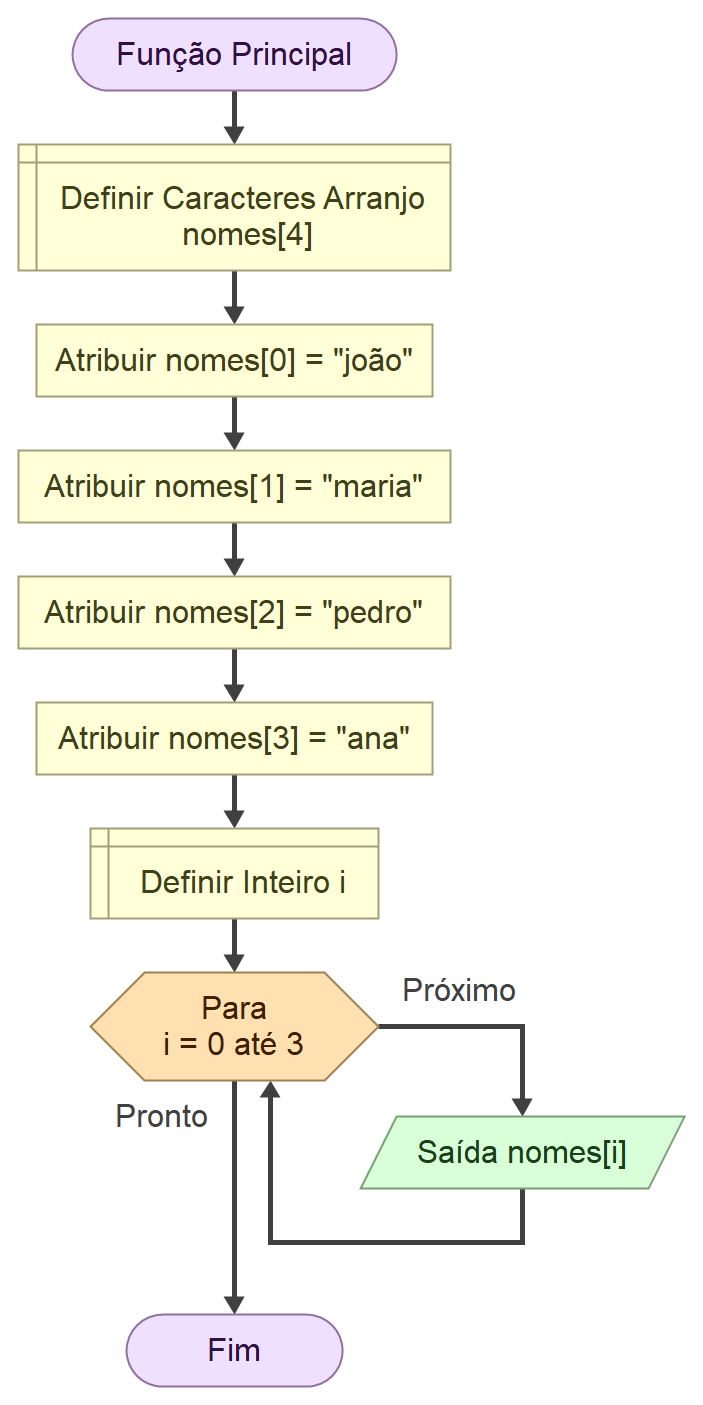 Função Principal
Definir Caracteres Arranjo
nomes[4]
Atribuir nomes[0] = "joão"
Atribuir nomes[1] = "maria"
Atribuir nomes[2] = "pedro"
Atribuir nomes[3] = "ana"
Definir Inteiro i
Para
i = 0 até 3
Próximo
Pronto
Saída nomes[i]
Fim